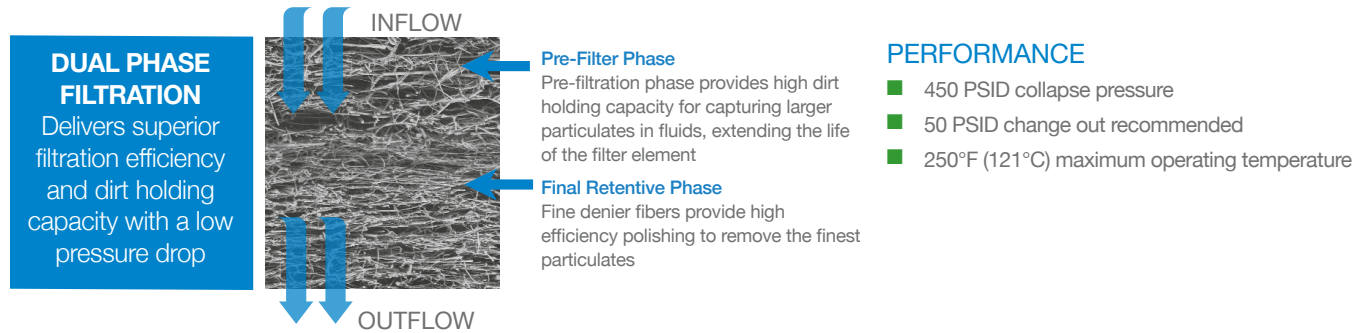 DUAL PHASE
FILTRATION
Delivers superior
filtration efficiency
and dirt holding
capacity with a low
pressure drop
INFLOW
Pre-Filter Phase
Pre-filtration phase provides high dirt
holding capacity for capturing larger
particulates in fluids, extending the life
of the filter element
Final Retentive Phase
Fine denier fibers provide high
efficiency polishing to remove the finest
particulates
OUTFLOW
PERFORMANCE
450 PSID collapse pressure
50 PSID change out recommended
250°F (121°C) maximum operating temperature